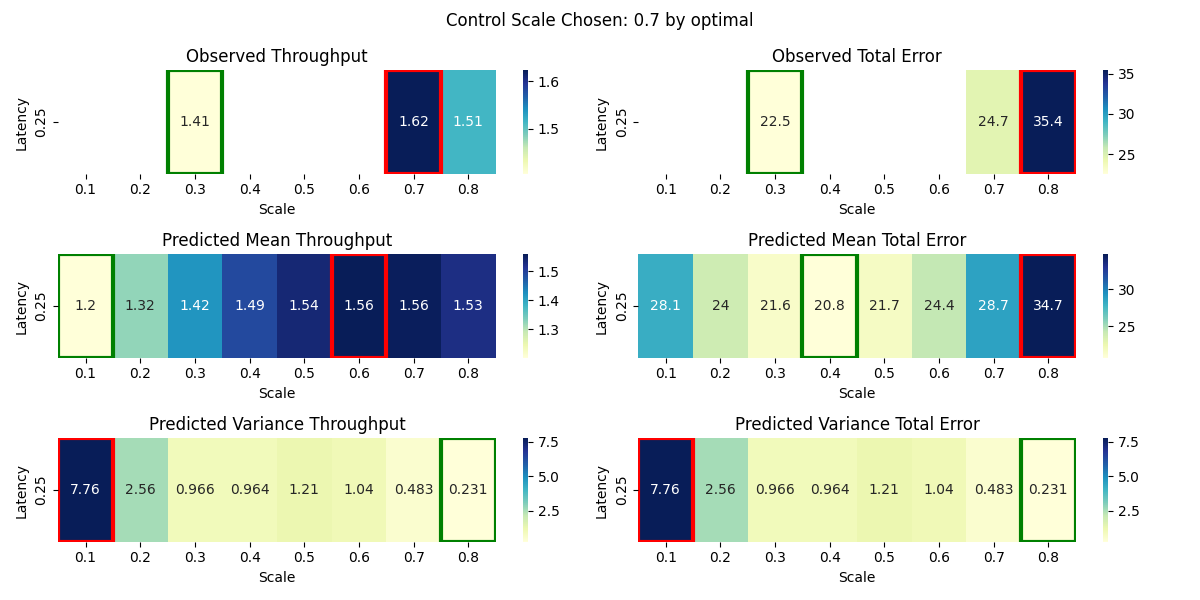 Control Scale Chosen: 0.7 by optimal
Observed Throughput
Latency
0.25
1.41 1.62 1.51
0.1 0.2 0.3 0.4 0.5 0.6 0.7 0.8
Scale
1.6
1.5
Observed Total Error
Latency
0.25
22.5 24.7 35.4
0.1 0.2 0.3 0.4 0.5 0.6 0.7 0.8
Scale
35
30
25
Predicted Mean Throughput
Latency
0.25
1.2 1.32 1.42 1.49 1.54 1.56 1.56 1.53
0.1 0.2 0.3 0.4 0.5 0.6 0.7 0.8
Scale
1.5
1.4
1.3
Predicted Mean Total Error
Latency
0.25
28.1 24 21.6 20.8 21.7 24.4 28.7 34.7
0.1 0.2 0.3 0.4 0.5 0.6 0.7 0.8
Scale
30
25
Predicted Variance Throughput
Latency
0.25
7.76 2.56 0.966 0.964 1.21 1.04 0.483 0.231
0.1 0.2 0.3 0.4 0.5 0.6 0.7 0.8
Scale
7.5
5.0
2.5
Predicted Variance Total Error
Latency
0.25
7.76 2.56 0.966 0.964 1.21 1.04 0.483 0.231
0.1 0.2 0.3 0.4 0.5 0.6 0.7 0.8
Scale
7.5
5.0
2.5